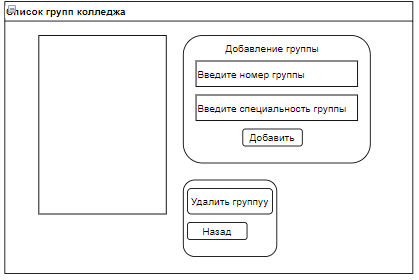 Список групп колледжа
Добавление группы
Введите номер группы
Введите специальность группы
Добавить
Удалить группуу
Назад